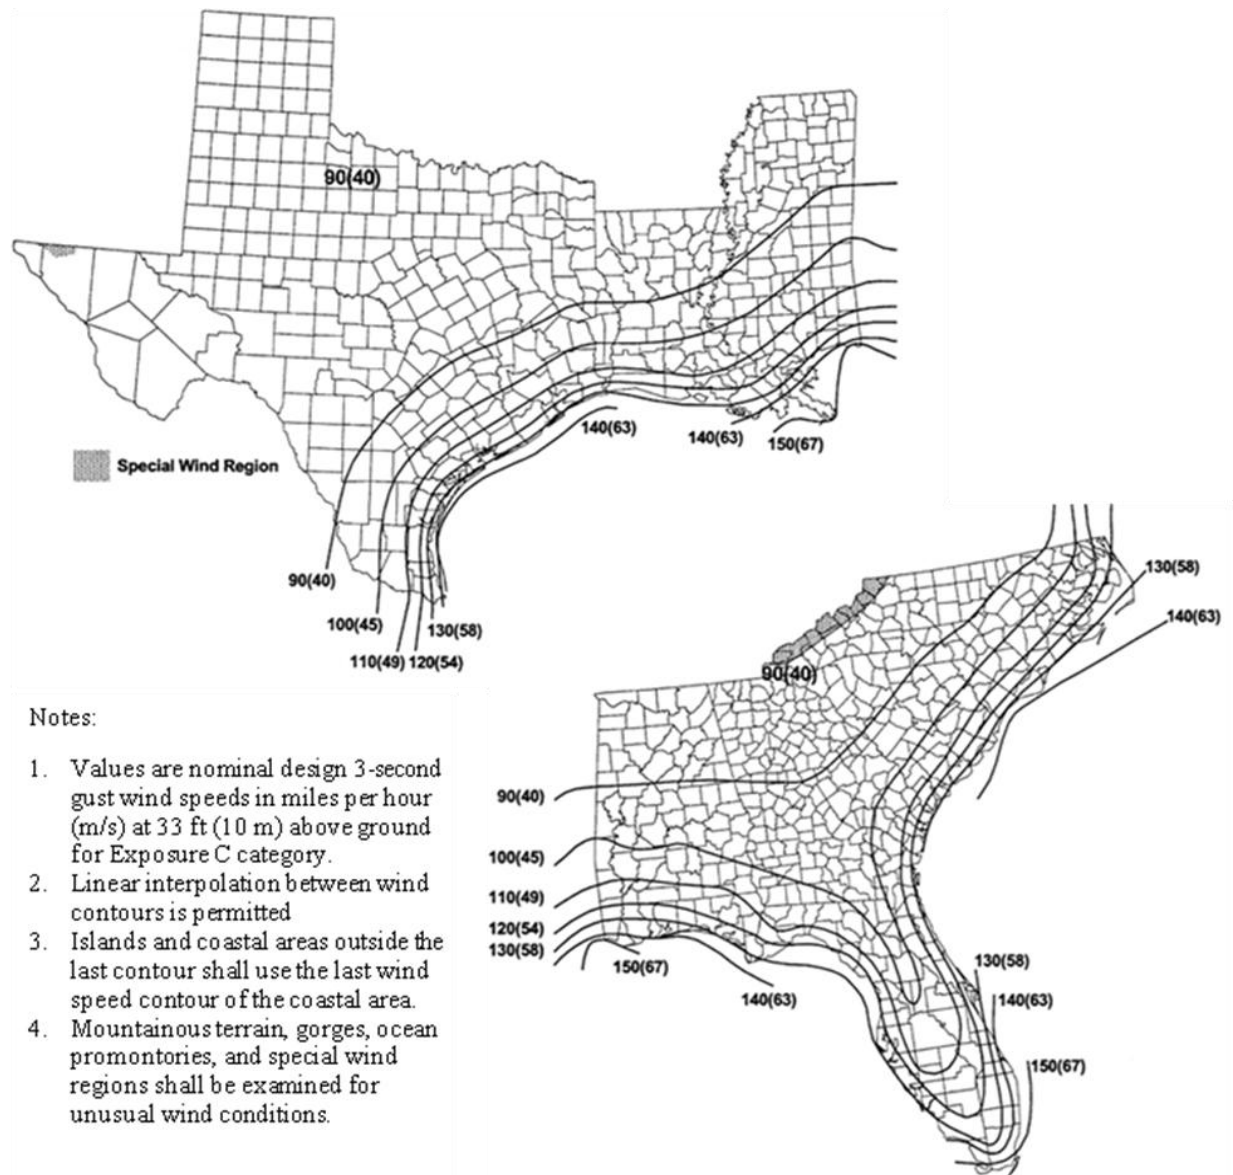 90(40)
Special Wind Region
140(63)
140(63)
150(67)
90(40)
100(45)
130(58)
110(49)
120(54)
130(58)
140(63)
90(40)
90(40)
100(45)
110(49)
120(54)
130(58)
150(67)
140(63)
130(58)
140(63)
150(67)
Notes:
1. Values are nominal design 3-second
gust wind speeds in miles per hour
(m/s) at 33 ft (10 m) above ground
for Exposure C category.
2. Linear interpolation between wind
contours is permitted
3. Islands and coastal areas outside the
last contour shall use the last wind
speed contour of the coastal area.
4. Mountainous terrain, gorges, ocean
promontories, and special wind
regions shall be examined for
unusual wind conditions.